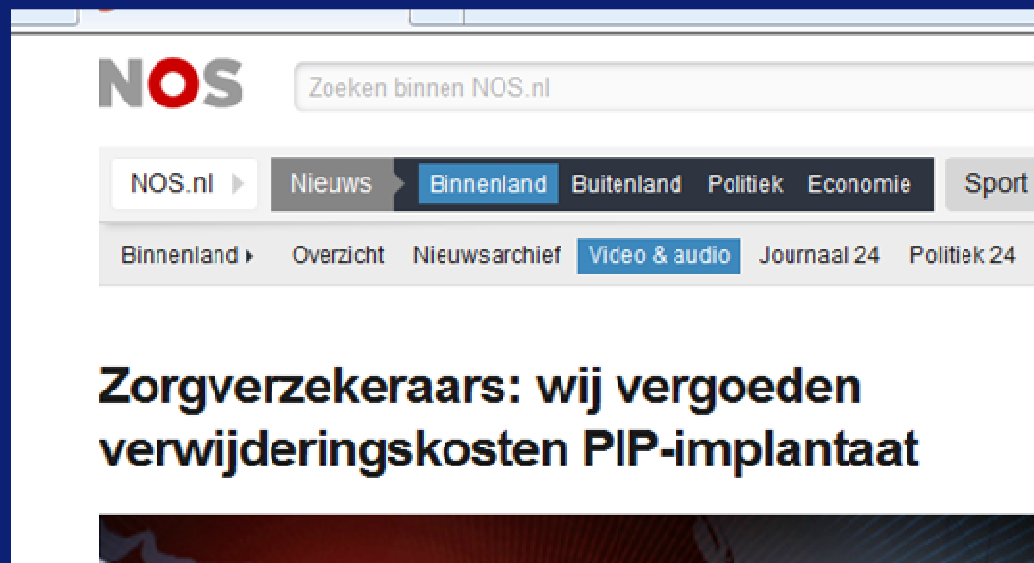 NOS
Zoeken binnen NOS.nl
NOS.nl Nieuws Binnenland Buitenland Politiek Economie Sport
Binnenland Overzicht Nieuwsarchief Video & audio Journaal 24 Politiek 24
Zorgverzekeraars: wij vergoeden
verwijderingskosten PIP-implantaat